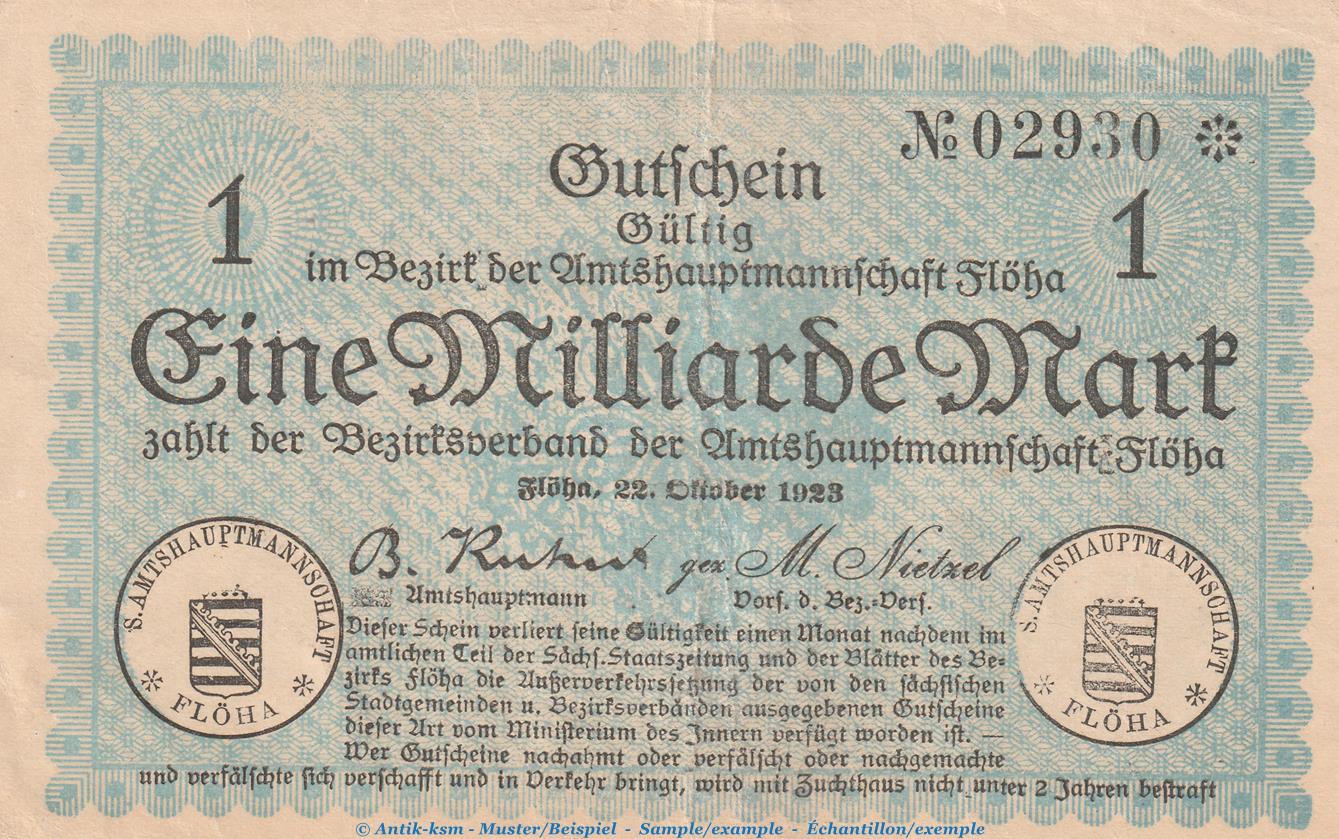 № 02930
Gutschein
Gültig
1 1
im Bezirk der Amtshauptmannschaft Flöha
Eine Milliarde Mark
zahlt der Bezirksverband der Amtshauptmannschaft Flöha
Flöha, 22. Oktober 1923
B. gez. M. Nietzel
Amtshauptmann Vors. d. Bez.=Vers.
S. AMTSHAUPTMANNSCHAFT * FLÖHA *
S. AMTSHAUPTMANNSCHAFT * FLÖHA *
Dieser Schein verliert seine Gültigkeit einen Monat nachdem im
amtlichen Teil der Sächs. Staatszeitung und der Blätter des Be=
zirks Flöha die Außerverkehrssetzung der von den sächsischen
Stadtgemeinden u. Bezirksverbänden ausgegebenen Gutscheine
dieser Art vom Ministerium des Innern verfügt worden ist. —
Wer Gutscheine nachahmt oder verfälscht oder nachgemachte
und verfälschte sich verschafft und in Verkehr bringt, wird mit Zuchthaus nicht unter 2 Jahren bestraft
© Antik-ksm - Muster/Beispiel - Sample/example - Échantillon/exemple